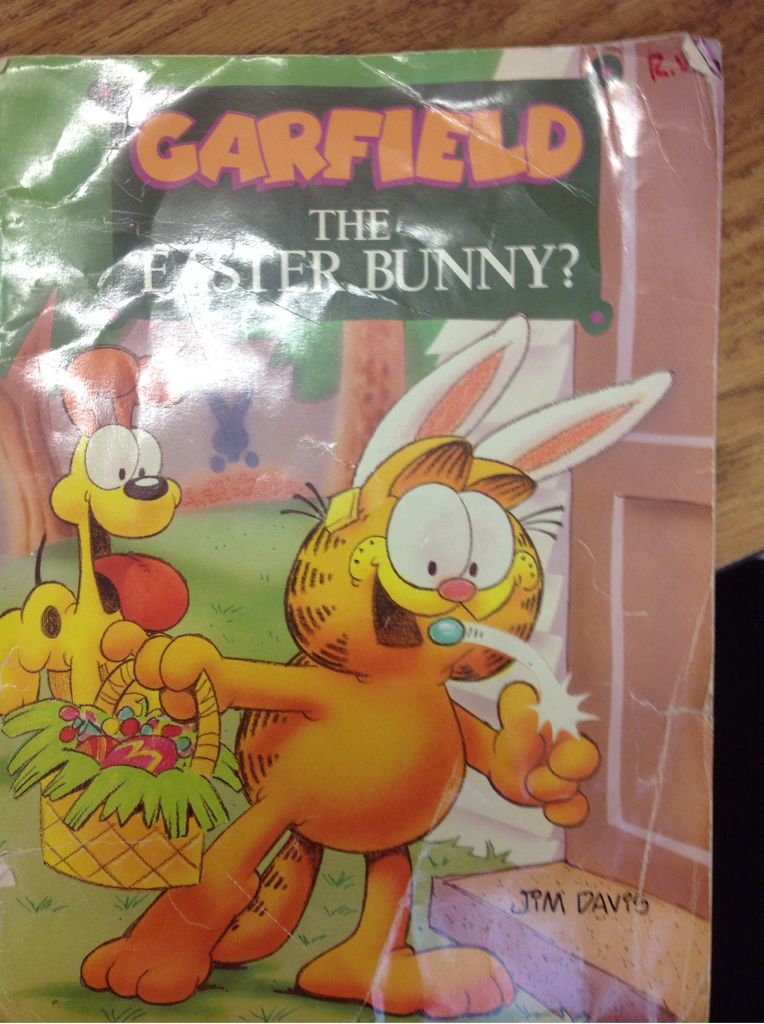 R.
GARFIELD
THE
EASTER BUNNY?
JIM DAVIS